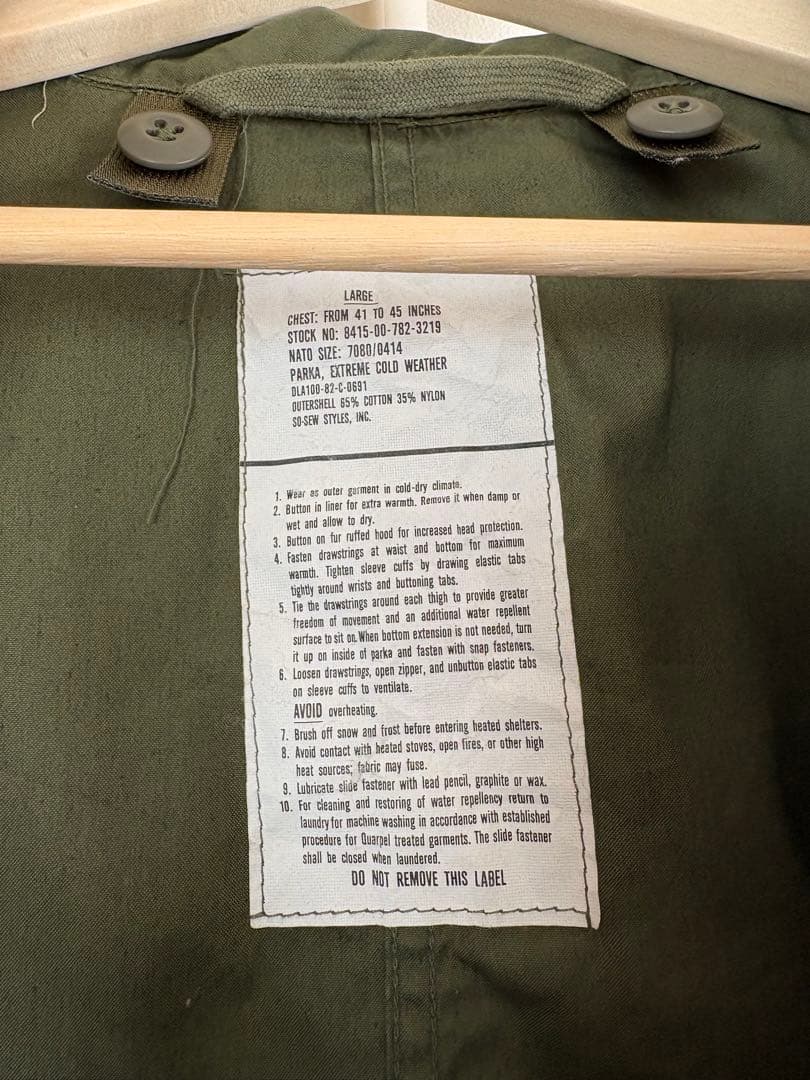 LARGE
CHEST: FROM 41 TO 45 INCHES
STOCK NO: 8415-00-782-3219
NATO SIZE: 7080/0414
PARKA, EXTREME COLD WEATHER
DLA100-82-C-0691
OUTERSHELL 65% COTTON 35% NYLON
SO-SEW STYLES, INC.
1. Wear as outer garment in cold-dry climate.
2. Button in liner for extra warmth. Remove it when damp or
wet and allow to dry.
3. Button on fur ruffed hood for increased head protection.
4. Fasten drawstrings at waist and bottom for maximum
warmth. Tighten sleeve cuffs by drawing elastic tabs
tightly around wrists and buttoning tabs.
5. Tie the drawstrings around each thigh to provide greater
freedom of movement and an additional water repellent
surface to sit on. When bottom extension is not needed, turn
it up on inside of parka and fasten with snap fasteners.
6. Loosen drawstrings, open zipper, and unbutton elastic tabs
on sleeve cuffs to ventilate.
AVOID overheating.
7. Brush off snow and frost before entering heated shelters.
8. Avoid contact with heated stoves, open fires, or other high
heat sources; fabric may fuse.
9. Lubricate slide fastener with lead pencil, graphite or wax.
10. For cleaning and restoring of water repellency return to
laundry for machine washing in accordance with established
procedure for Quarpel treated garments. The slide fastener
shall be closed when laundered.
DO NOT REMOVE THIS LABEL